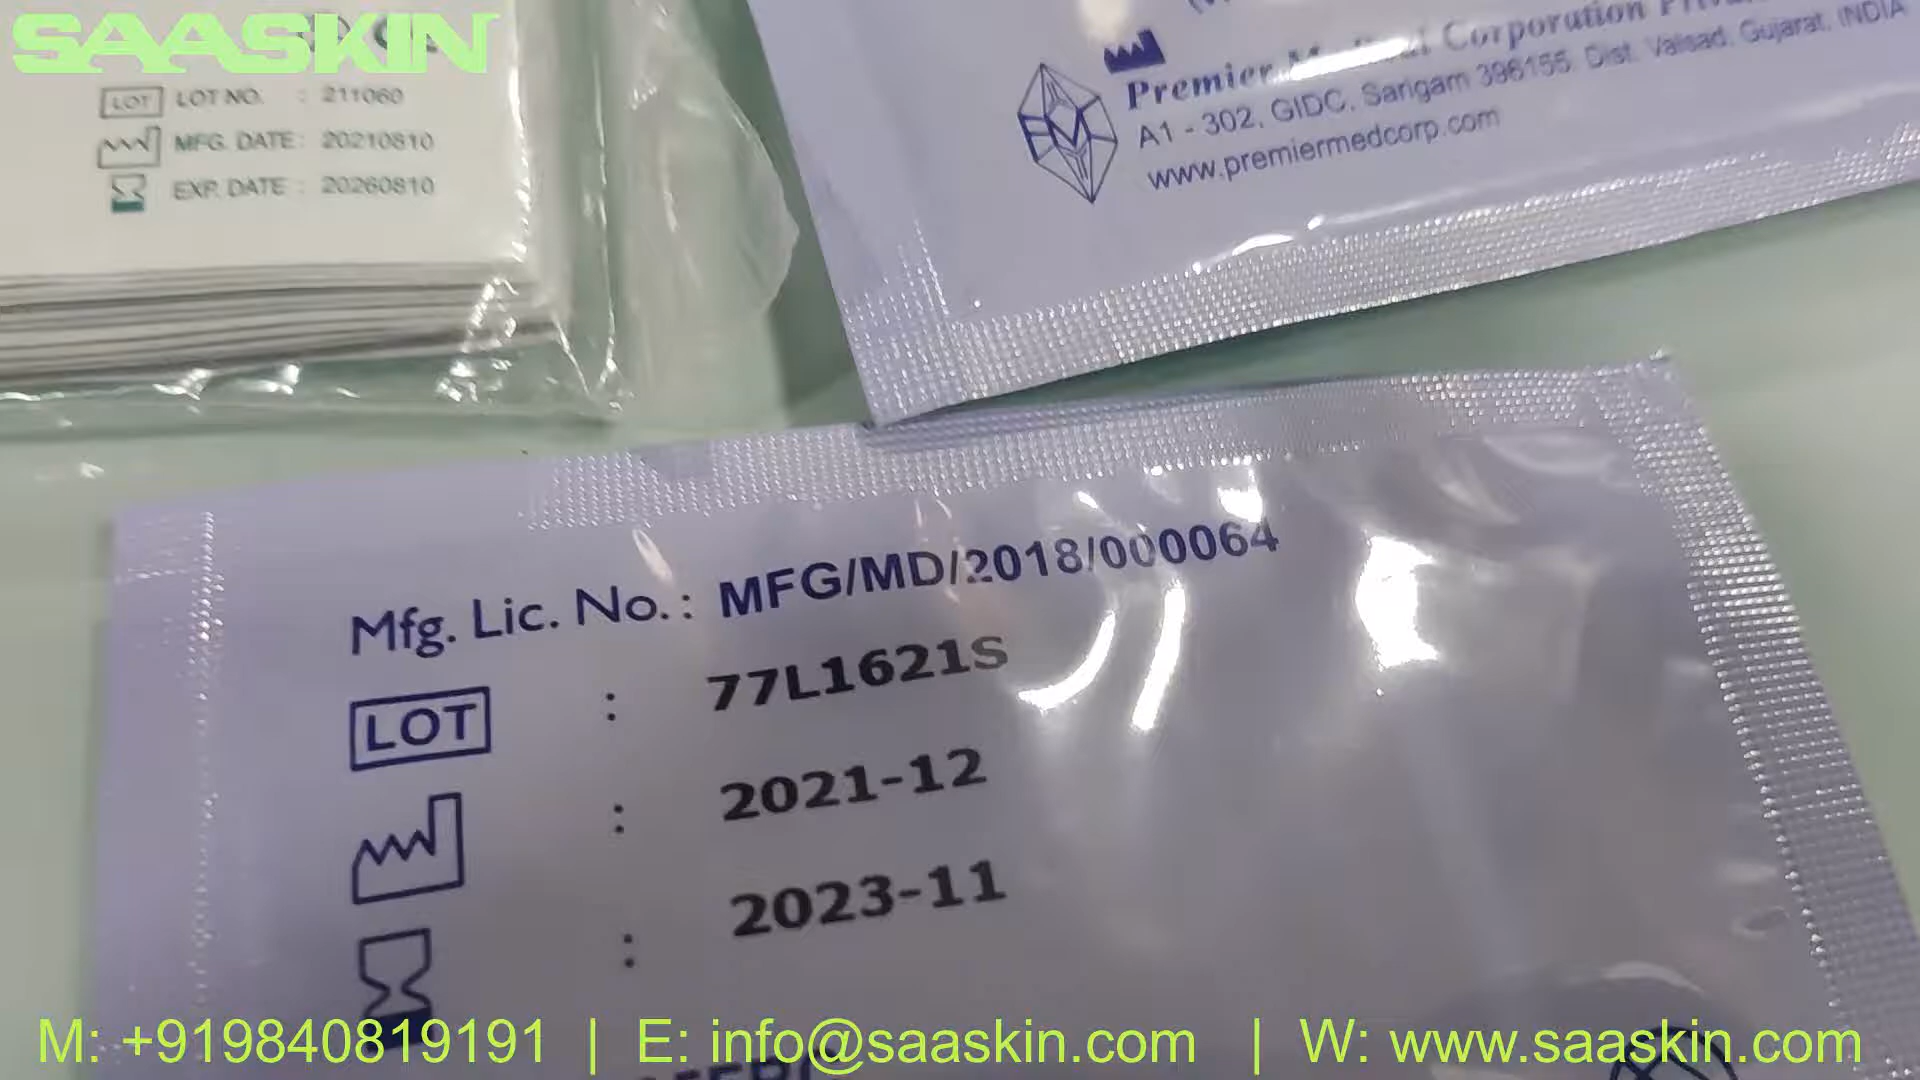 SAASKIN
LOT LOT NO. : 211060
MFG. DATE : 20210810
EXP. DATE : 20260810
Premier Medical Corporation
A1 - 302, GIDC, Sarigam 396155. Dist. Valsad, Gujarat, INDIA
www.premiermedcorp.com
Mfg. Lic. No. : MFG/MD/2018/000064
LOT : 77L1621S
: 2021-12
: 2023-11
M: +919840819191 | E: info@saaskin.com | W: www.saaskin.com